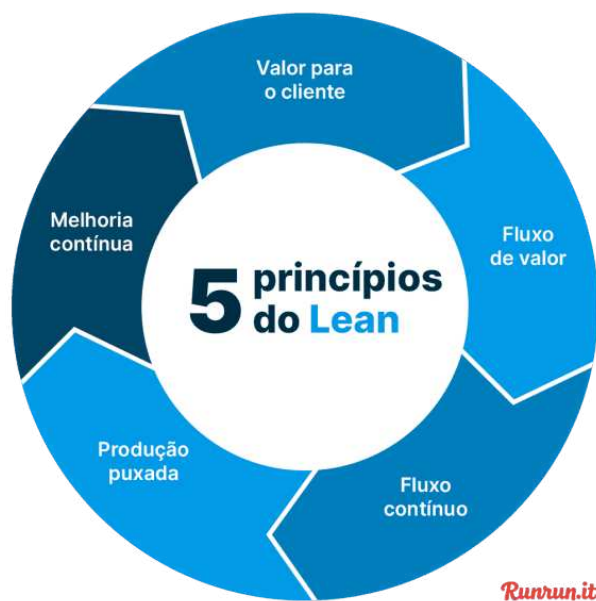 Valor para
o cliente
Fluxo
de valor
Fluxo
contínuo
Produção
puxada
Melhoria
contínua
5 princípios
do Lean
Runrun.it